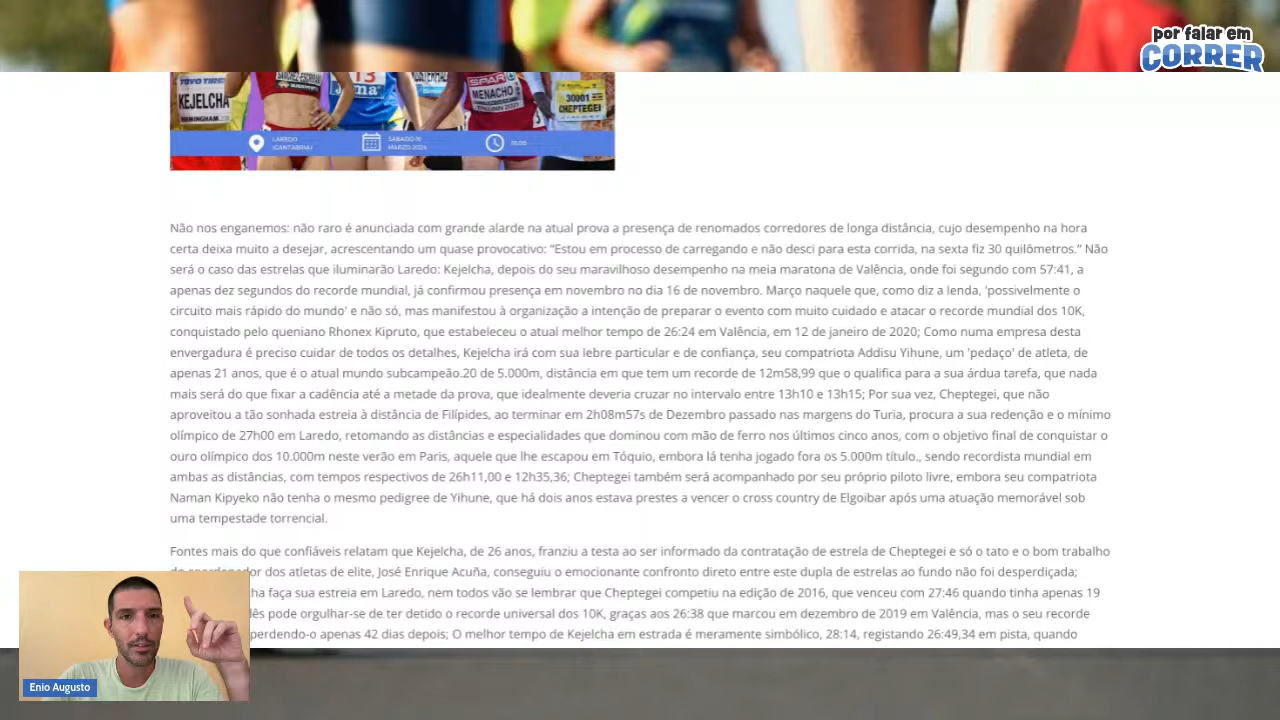 por falar em
CORRER
TOYO TIRES
KEJELCHA
BIRMINGHAM
13
SPAR
MENACHO
30001
CHEPTEGEI
LAREDO
(CANTABRIA)
SÁBADO 16
MARZO 2024
Não nos enganemos: não raro é anunciada com grande alarde na atual prova a presença de renomados corredores de longa distância, cujo desempenho na hora
certa deixa muito a desejar, acrescentando um quase provocativo: “Estou em processo de carregando e não desci para esta corrida, na sexta fiz 30 quilômetros.” Não
será o caso das estrelas que iluminarão Laredo: Kejelcha, depois do seu maravilhoso desempenho na meia maratona de Valência, onde foi segundo com 57:41, a
apenas dez segundos do recorde mundial, já confirmou presença em novembro no dia 16 de novembro. Março naquele que, como diz a lenda, 'possivelmente o
circuito mais rápido do mundo' e não só, mas manifestou à organização a intenção de preparar o evento com muito cuidado e atacar o recorde mundial dos 10K,
conquistado pelo queniano Rhonex Kipruto, que estabeleceu o atual melhor tempo de 26:24 em Valência, em 12 de janeiro de 2020; Como numa empresa desta
envergadura é preciso cuidar de todos os detalhes, Kejelcha irá com sua lebre particular e de confiança, seu compatriota Addisu Yihune, um 'pedaço' de atleta, de
apenas 21 anos, que é o atual mundo subcampeão.20 de 5.000m, distância em que tem um recorde de 12m58,99 que o qualifica para a sua árdua tarefa, que nada
mais será do que fixar a cadência até a metade da prova, que idealmente deveria cruzar no intervalo entre 13h10 e 13h15; Por sua vez, Cheptegei, que não
aproveitou a tão sonhada estreia à distância de Filípides, ao terminar em 2h08m57s de Dezembro passado nas margens do Turia, procura a sua redenção e o mínimo
olímpico de 27h00 em Laredo, retomando as distâncias e especialidades que dominou com mão de ferro nos últimos cinco anos, com o objetivo final de conquistar o
ouro olímpico dos 10.000m neste verão em Paris, aquele que lhe escapou em Tóquio, embora lá tenha jogado fora os 5.000m título., sendo recordista mundial em
ambas as distâncias, com tempos respectivos de 26h11,00 e 12h35,36; Cheptegei também será acompanhado por seu próprio piloto livre, embora seu compatriota
Naman Kipyeko não tenha o mesmo pedigree de Yihune, que há dois anos estava prestes a vencer o cross country de Elgoibar após uma atuação memorável sob
uma tempestade torrencial.
Fontes mais do que confiáveis relatam que Kejelcha, de 26 anos, franziu a testa ao ser informado da contratação de estrela de Cheptegei e só o tato e o bom trabalho
dos atletas de elite, José Enrique Acuña, conseguiu o emocionante confronto direto entre este dupla de estrelas ao fundo não foi desperdiçada;
faça sua estreia em Laredo, nem todos vão se lembrar que Cheptegei competiu na edição de 2016, que venceu com 27:46 quando tinha apenas 19
pode orgulhar-se de ter detido o recorde universal dos 10K, graças aos 26:38 que marcou em dezembro de 2019 em Valência, mas o seu recorde
perdendo-o apenas 42 dias depois; O melhor tempo de Kejelcha em estrada é meramente simbólico, 28:14, registando 26:49,34 em pista, quando
Enio Augusto